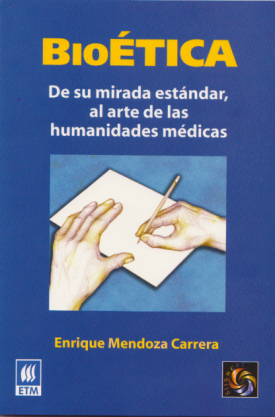 BIOÉTICA
De su mirada estándar,
al arte de las
humanidades médicas
Enrique Mendoza Carrera
ETM